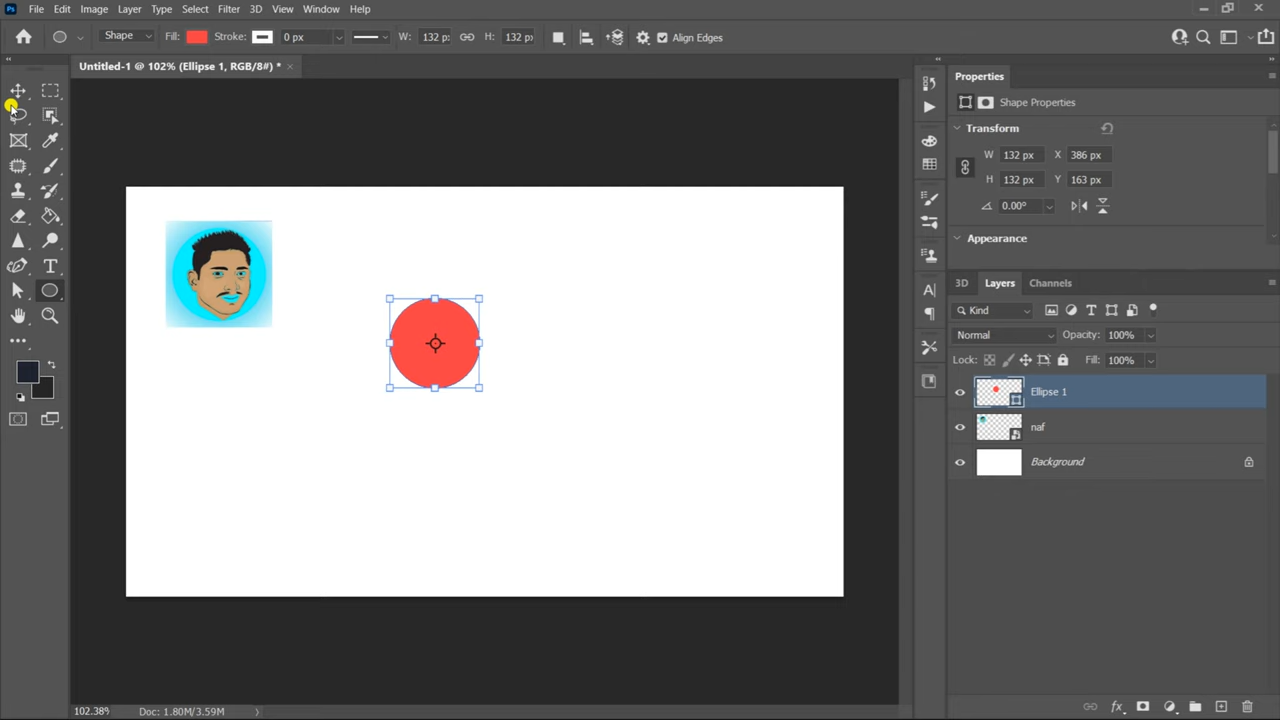 Ps File Edit Image Layer Type Select Filter 3D View Window Help
Shape Fill: Stroke: 0 px W: 132 p: H: 132 p: Align Edges
Untitled-1 @ 102% (Ellipse 1, RGB/8#) *
Properties
Shape Properties
Transform
W 132 px X 386 px
H 132 px Y 163 px
0.00°
Appearance
3D Layers Channels
Kind
Normal Opacity: 100%
Lock: Fill: 100%
Ellipse 1
naf
Background
102.38% Doc: 1.80M/3.59M
fx